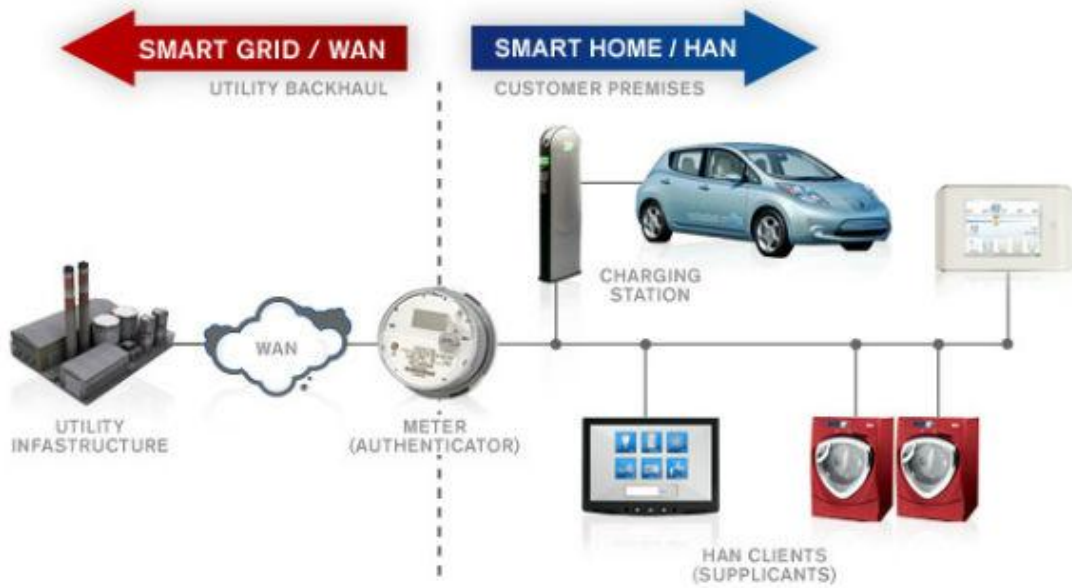 SMART GRID / WAN
SMART HOME / HAN
UTILITY BACKHAUL
CUSTOMER PREMISES
CHARGING
STATION
WAN
UTILITY
INFASTRUCTURE
METER
(AUTHENTICATOR)
HAN CLIENTS
(SUPPLICANTS)